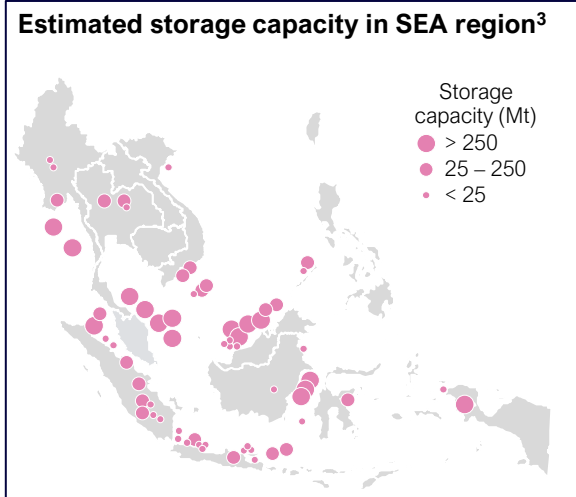 Estimated storage capacity in SEA region³
Storage
capacity (Mt)
> 250
25 – 250
< 25